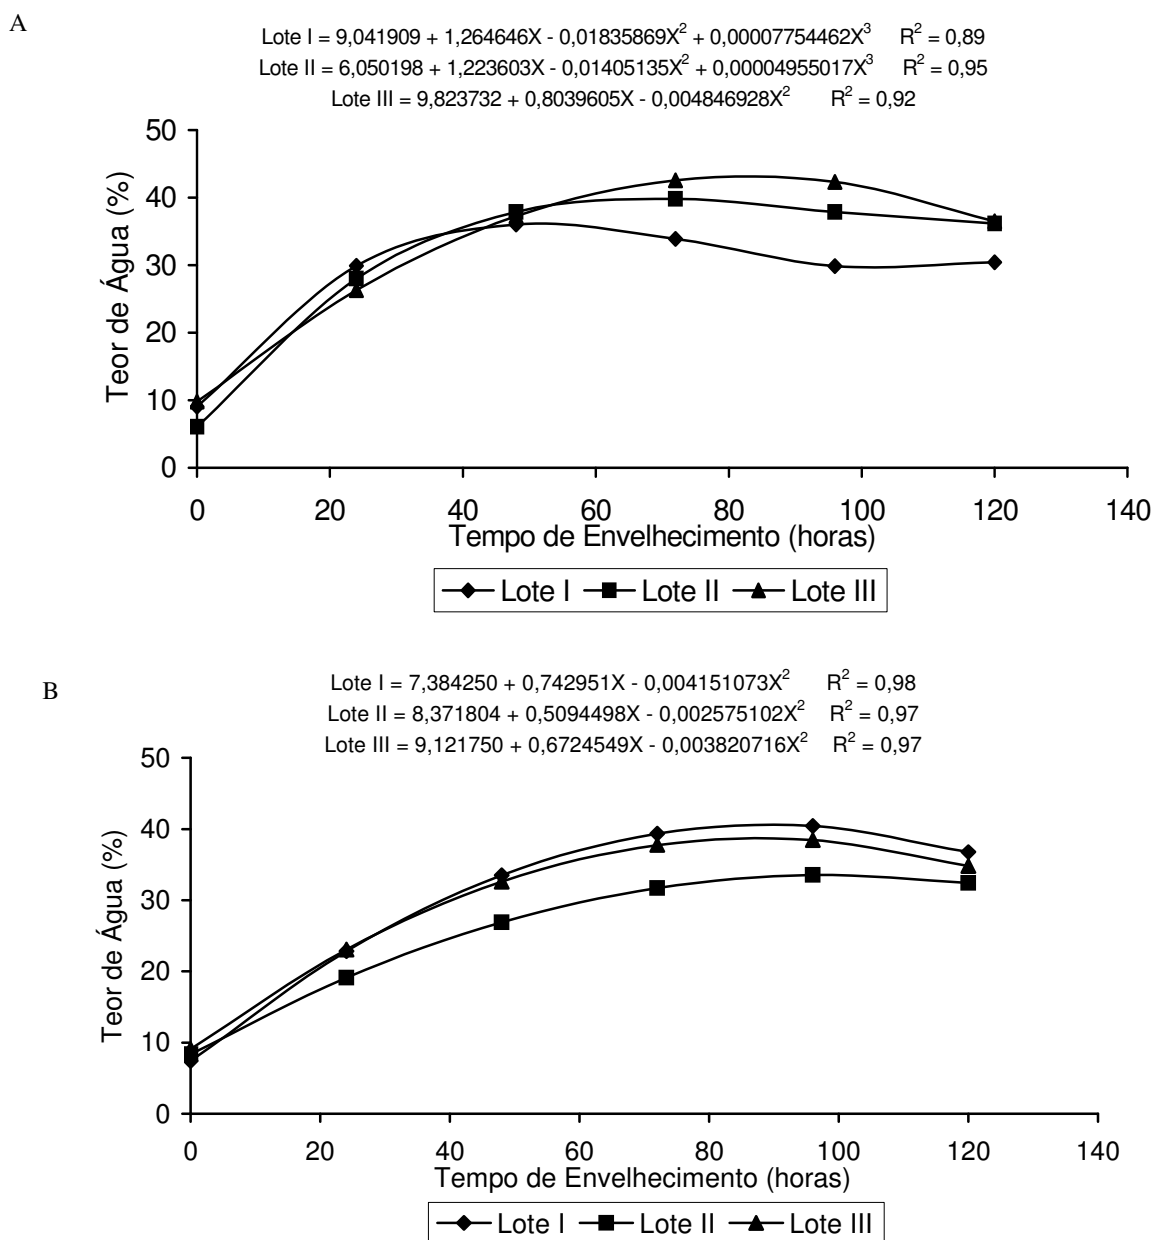 A
Lote I = 9,041909 + 1,264646X - 0,01835869X² + 0,00007754462X³ R² = 0,89
Lote II = 6,050198 + 1,223603X - 0,01405135X² + 0,00004955017X³ R² = 0,95
Lote III = 9,823732 + 0,8039605X - 0,004846928X² R² = 0,92
Teor de Água (%)
50
40
30
20
10
0
0 20 40 60 80 100 120 140
Tempo de Envelhecimento (horas)
Lote I Lote II Lote III
B
Lote I = 7,384250 + 0,742951X - 0,004151073X² R² = 0,98
Lote II = 8,371804 + 0,5094498X - 0,002575102X² R² = 0,97
Lote III = 9,121750 + 0,6724549X - 0,003820716X² R² = 0,97
Teor de Água (%)
50
40
30
20
10
0
0 20 40 60 80 100 120 140
Tempo de Envelhecimento (horas)
Lote I Lote II Lote III